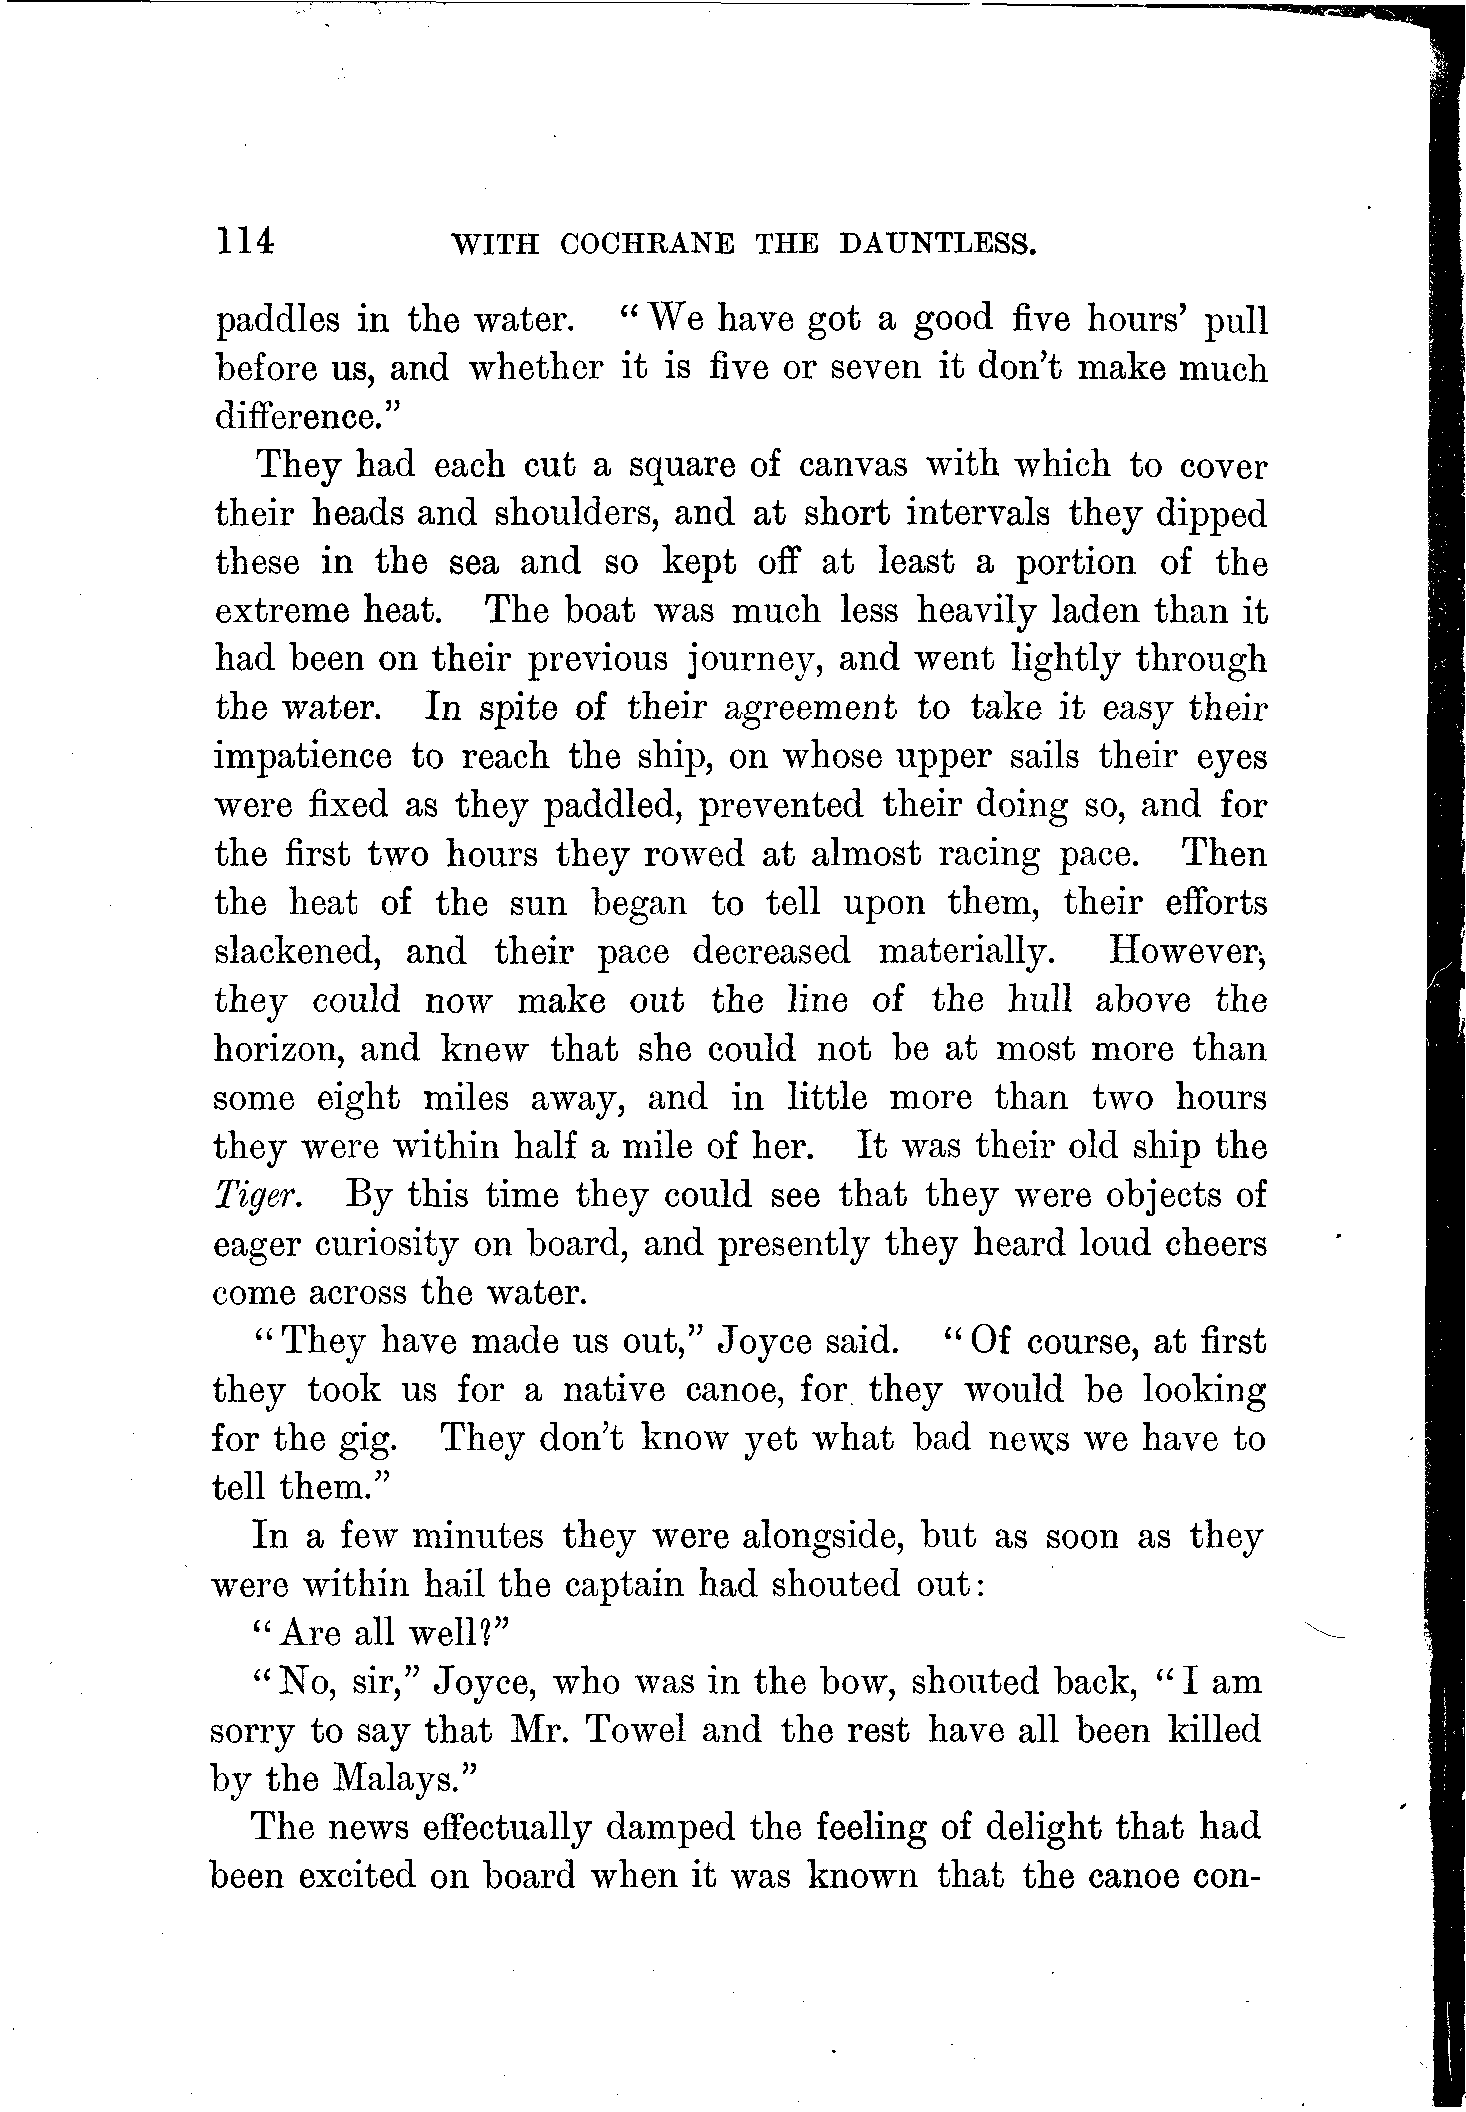 114 WITH COCHRANE THE DAUNTLESS.
paddles in the water. "We have got a good five hours' pull
before us, and whether it is five or seven it don't make much
difference."
They had each cut a square of canvas with which to cover
their heads and shoulders, and at short intervals they dipped
these in the sea and so kept off at least a portion of the
extreme heat. The boat was much less heavily laden than it
had been on their previous journey, and went lightly through
the water. In spite of their agreement to take it easy their
impatience to reach the ship, on whose upper sails their eyes
were fixed as they paddled, prevented their doing so, and for
the first two hours they rowed at almost racing pace. Then
the heat of the sun began to tell upon them, their efforts
slackened, and their pace decreased materially. However,
they could now make out the line of the hull above the
horizon, and knew that she could not be at most more than
some eight miles away, and in little more than two hours
they were within half a mile of her. It was their old ship the
Tiger. By this time they could see that they were objects of
eager curiosity on board, and presently they heard loud cheers
come across the water.
"They have made us out," Joyce said. "Of course, at first
they took us for a native canoe, for they would be looking
for the gig. They don't know yet what bad news we have to
tell them."
In a few minutes they were alongside, but as soon as they
were within hail the captain had shouted out:
"Are all well?"
"No, sir," Joyce, who was in the bow, shouted back, "I am
sorry to say that Mr. Towel and the rest have all been killed
by the Malays."
The news effectually damped the feeling of delight that had
been excited on board when it was known that the canoe con-